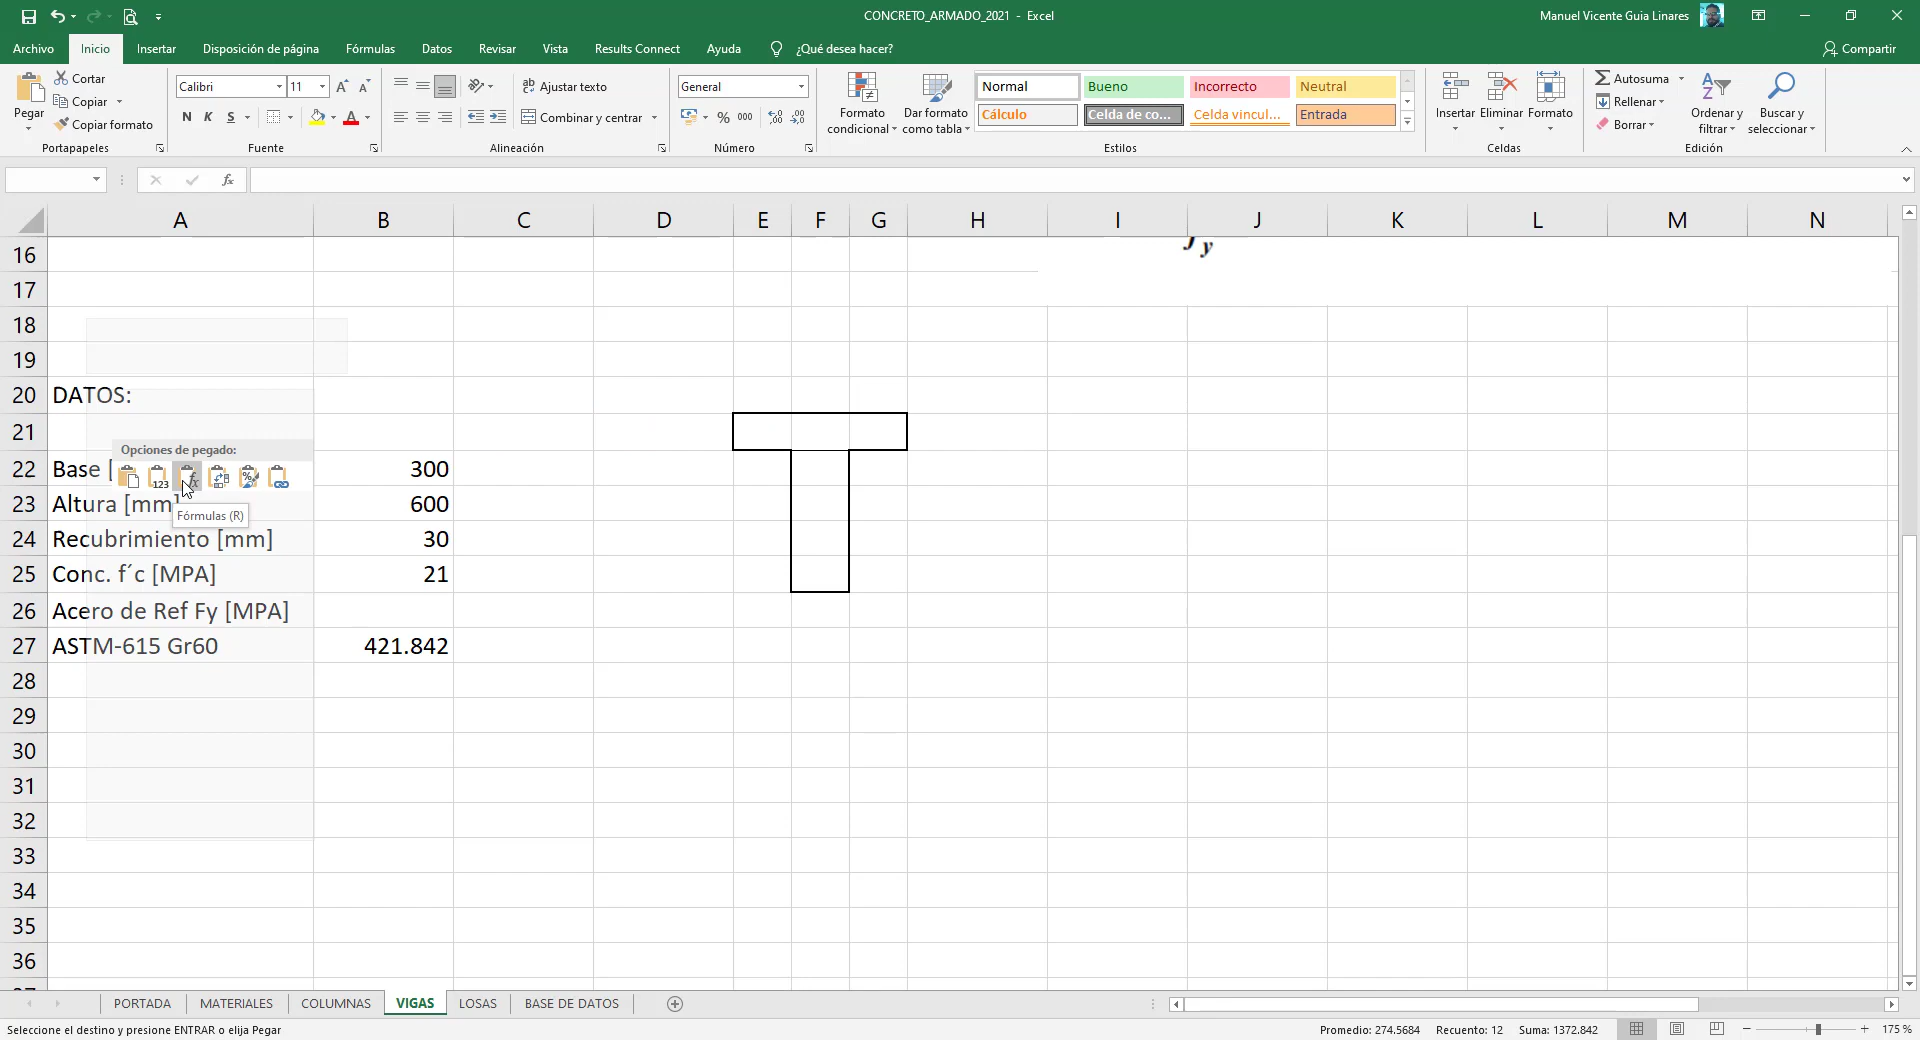 CONCRETO_ARMADO_2021 - Excel
Manuel Vicente Guia Linares
Archivo Inicio Insertar Disposición de página Fórmulas Datos Revisar Vista Results Connect Ayuda ¿Qué desea hacer? Compartir
Pegar
Cortar
Copiar
Copiar formato
Calibri 11
N K S
Ajustar texto
Combinar y centrar
General
% 000
Formato condicional
Dar formato como tabla
Normal Bueno Incorrecto Neutral
Cálculo Celda de co... Celda vincul... Entrada
Insertar Eliminar Formato
Autosuma
Rellenar
Borrar
Ordenar y filtrar
Buscar y seleccionar
Portapapeles Fuente Alineación Número Estilos Celdas Edición
fx
A B C D E F G H I J K L M N
16
y
17
18
19
20 DATOS:
21
Opciones de pegado:
22 Base [ 300
23 Altura [mm] 600
Fórmulas (R)
24 Recubrimiento [mm] 30
25 Conc. f´c [MPA] 21
26 Acero de Ref Fy [MPA]
27 ASTM-615 Gr60 421.842
28
29
30
31
32
33
34
35
36
PORTADA MATERIALES COLUMNAS VIGAS LOSAS BASE DE DATOS
Seleccione el destino y presione ENTRAR o elija Pegar
Promedio: 274.5684 Recuento: 12 Suma: 1372.842 175 %